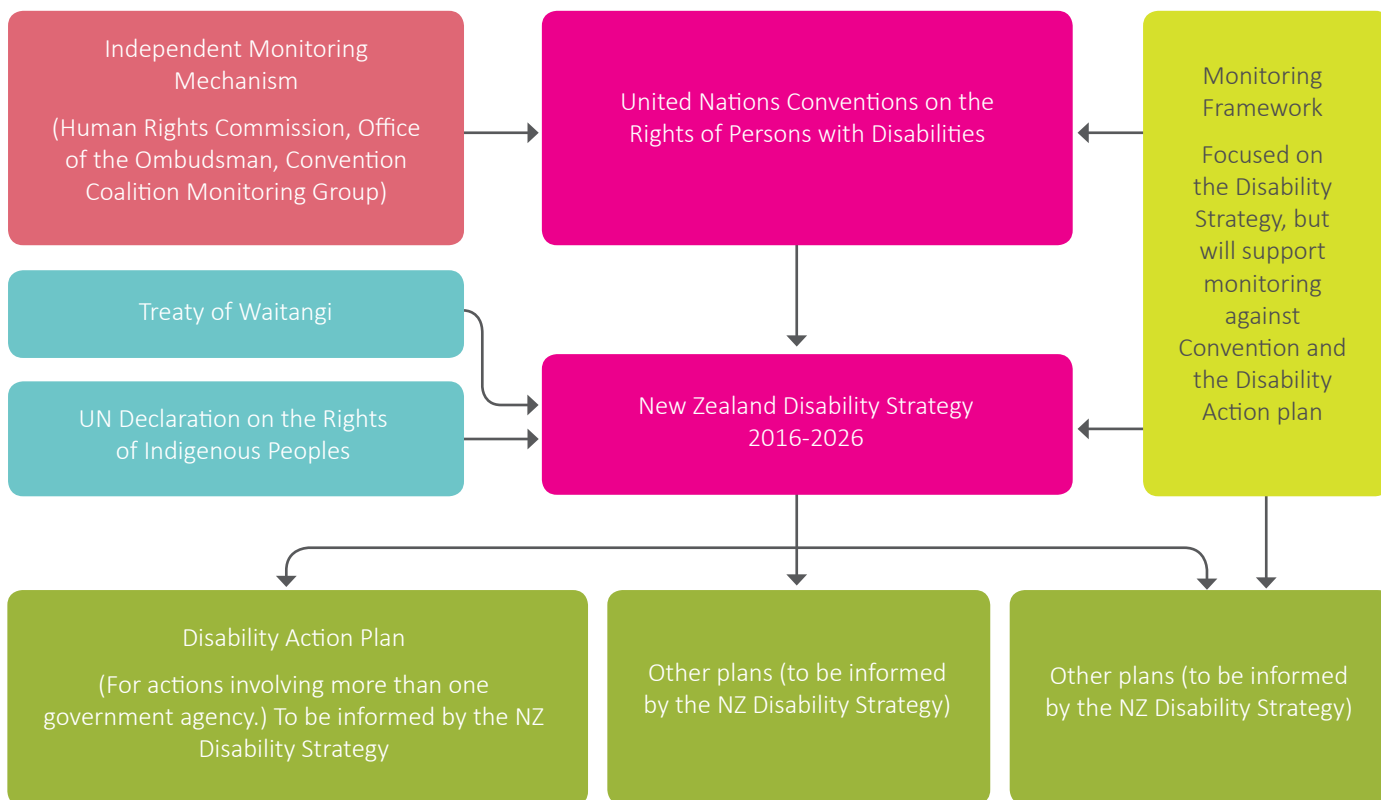 Independent Monitoring
Mechanism
(Human Rights Commission, Office
of the Ombudsman, Convention
Coalition Monitoring Group)
United Nations Conventions on the
Rights of Persons with Disabilities
Monitoring
Framework
Focused on
the Disability
Strategy, but
will support
monitoring
against
Convention and
the Disability
Action plan
Treaty of Waitangi
UN Declaration on the Rights
of Indigenous Peoples
New Zealand Disability Strategy
2016-2026
Disability Action Plan
(For actions involving more than one
government agency.) To be informed by the NZ
Disability Strategy
Other plans (to be informed
by the NZ Disability Strategy)
Other plans (to be informed
by the NZ Disability Strategy)